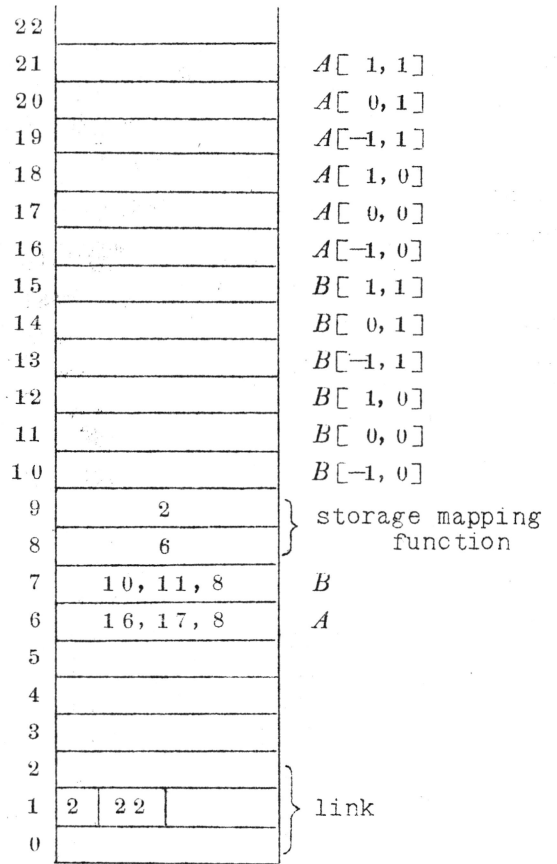 22
21 A[ 1, 1]
20 A[ 0, 1]
19 A[−1, 1]
18 A[ 1, 0]
17 A[ 0, 0]
16 A[−1, 0]
15 B[ 1, 1]
14 B[ 0, 1]
13 B[−1, 1]
12 B[ 1, 0]
11 B[ 0, 0]
10 B[−1, 0]
9 2 storage mapping
8 6 function
7 10, 11, 8 B
6 16, 17, 8 A
5
4
3
2
1 2 22 link
0